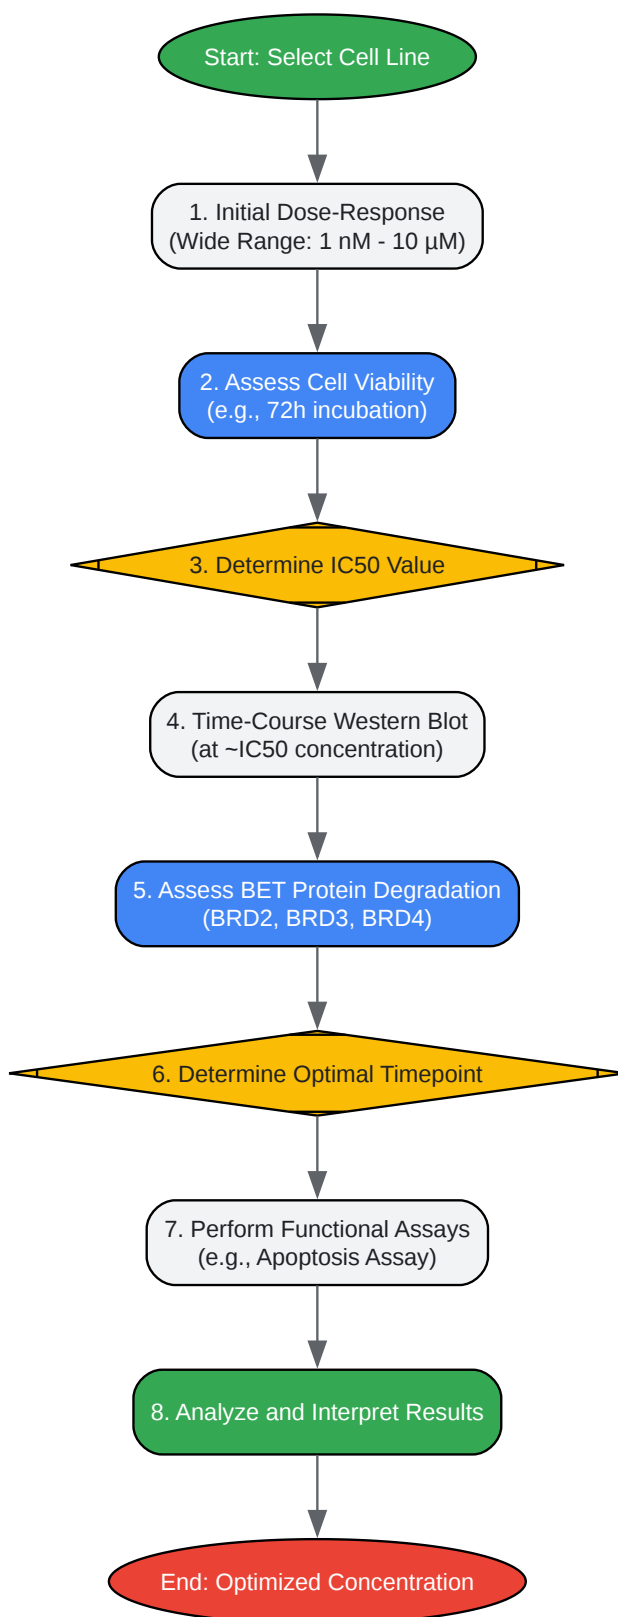 Start: Select Cell Line
1. Initial Dose-Response
(Wide Range: 1 nM - 10 µM)
2. Assess Cell Viability
(e.g., 72h incubation)
3. Determine IC50 Value
4. Time-Course Western Blot
(at ~IC50 concentration)
5. Assess BET Protein Degradation
(BRD2, BRD3, BRD4)
6. Determine Optimal Timepoint
7. Perform Functional Assays
(e.g., Apoptosis Assay)
8. Analyze and Interpret Results
End: Optimized Concentration